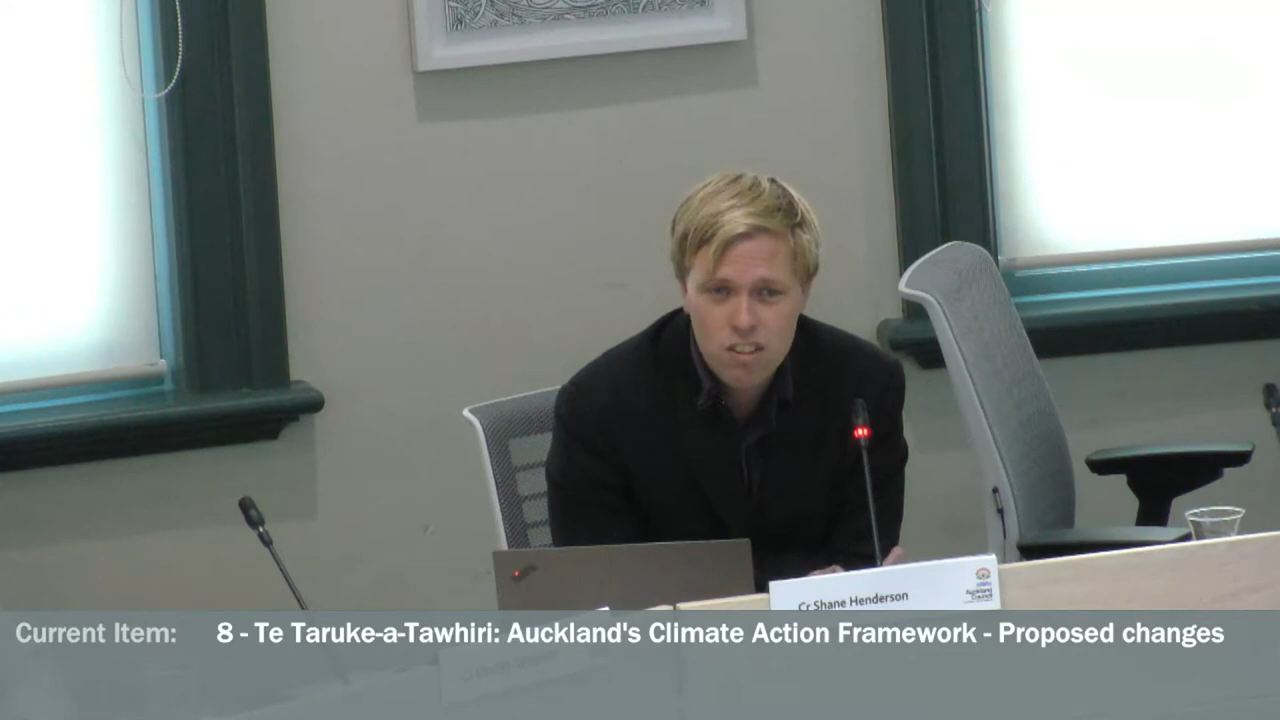 Cr Shane Henderson
Auckland
Council
Current Item: 8 - Te Taruke-a-Tawhiri: Auckland's Climate Action Framework - Proposed changes